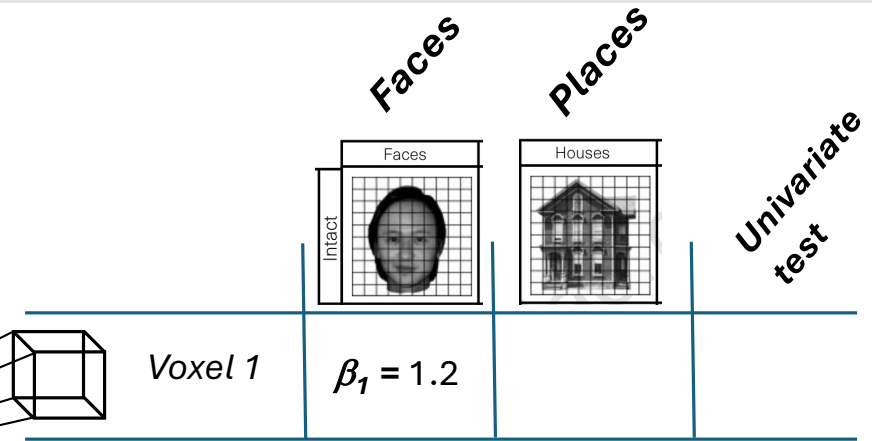 Faces
Places
Univariate
test
Faces
Houses
Intact
Voxel 1
β₁ = 1.2